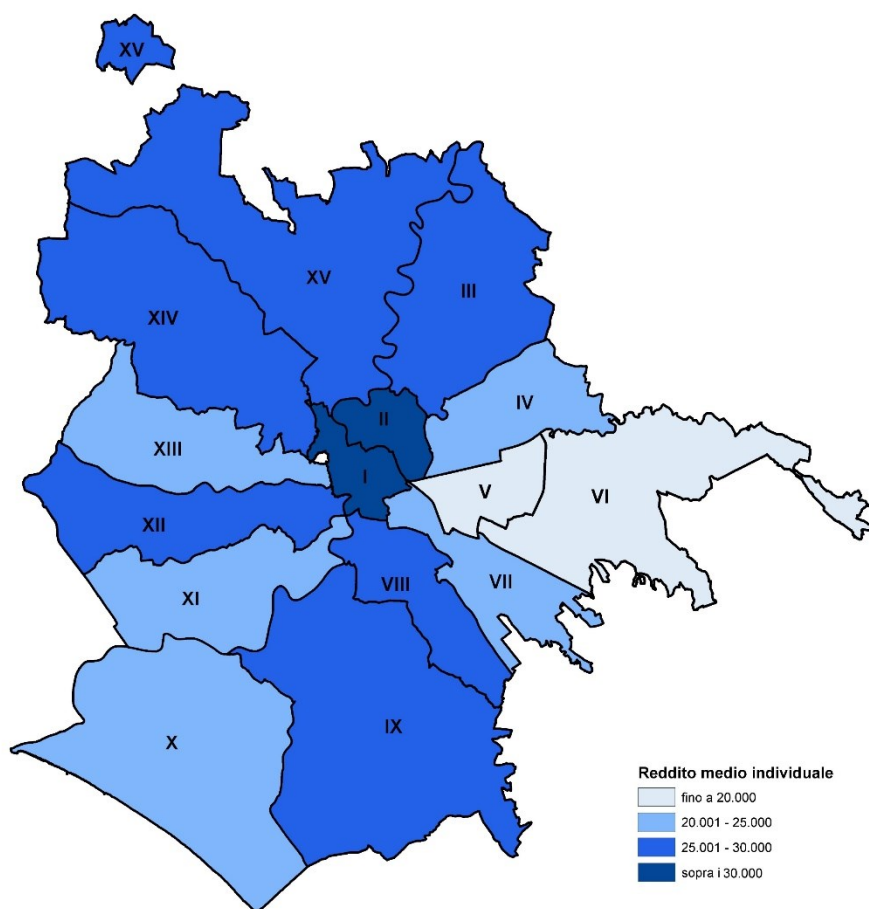 XV
XV
III
XIV
IV
II
XIII
I
V
VI
XII
VII
VIII
XI
IX
X
Reddito medio individuale
fino a 20.000
20.001 - 25.000
25.001 - 30.000
sopra i 30.000